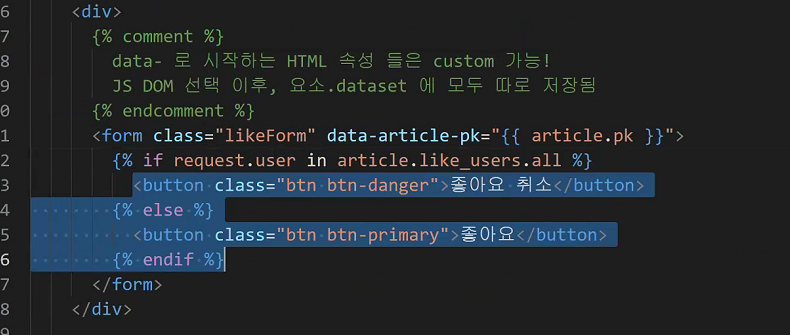 6 <div>
7 {% comment %}
8 data- 로 시작하는 HTML 속성 들은 custom 가능!
9 JS DOM 선택 이후, 요소.dataset 에 모두 따로 저장됨
0 {% endcomment %}
1 <form class="likeForm" data-article-pk="{{ article.pk }}">
2 {% if request.user in article.like_users.all %}
3 <button class="btn btn-danger">좋아요 취소</button>
4 {% else %}
5 <button class="btn btn-primary">좋아요</button>
6 {% endif %}
7 </form>
8 </div>